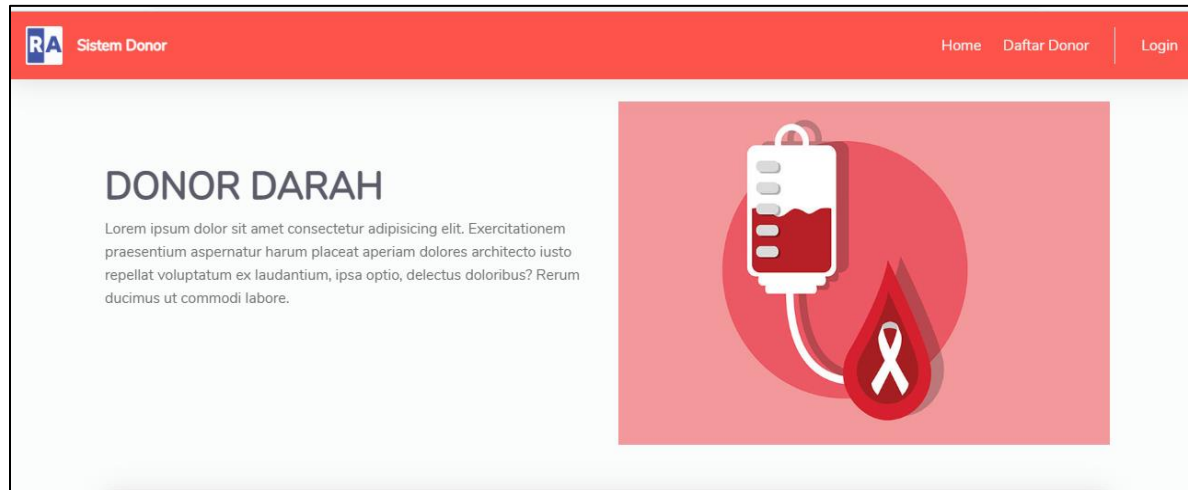 RA Sistem Donor Home Daftar Donor Login
DONOR DARAH
Lorem ipsum dolor sit amet consectetur adipisicing elit. Exercitationem
praesentium aspernatur harum placeat aperiam dolores architecto iusto
repellat voluptatum ex laudantium, ipsa optio, delectus doloribus? Rerum
ducimus ut commodi labore.